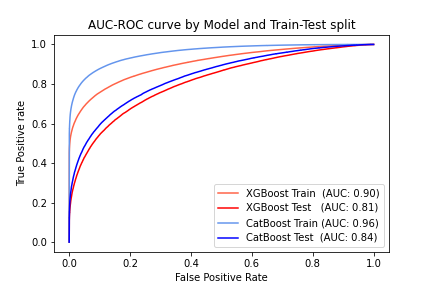 AUC-ROC curve by Model and Train-Test split
True Positive rate
1.0
0.8
0.6
0.4
0.2
0.0
XGBoost Train (AUC: 0.90)
XGBoost Test (AUC: 0.81)
CatBoost Train (AUC: 0.96)
CatBoost Test (AUC: 0.84)
0.0 0.2 0.4 0.6 0.8 1.0
False Positive Rate